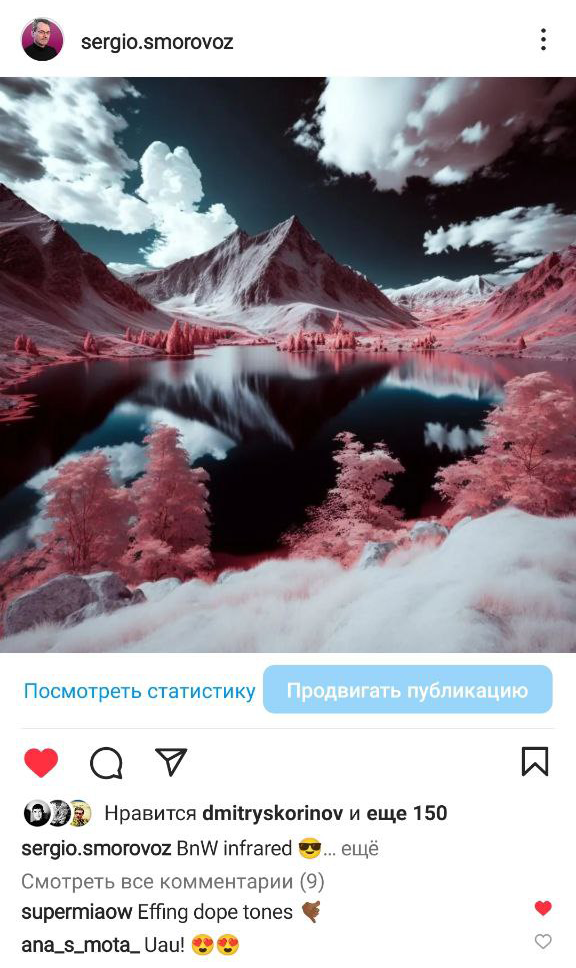 sergio.smorovoz
Посмотреть статистику
Продвигать публикацию
Нравится dmitryskorinov и еще 150
sergio.smorovoz BnW infrared 😎... ещё
Смотреть все комментарии (9)
supermiaow Effing dope tones 🤙🏾
ana_s_mota_ Uau! 😍😍